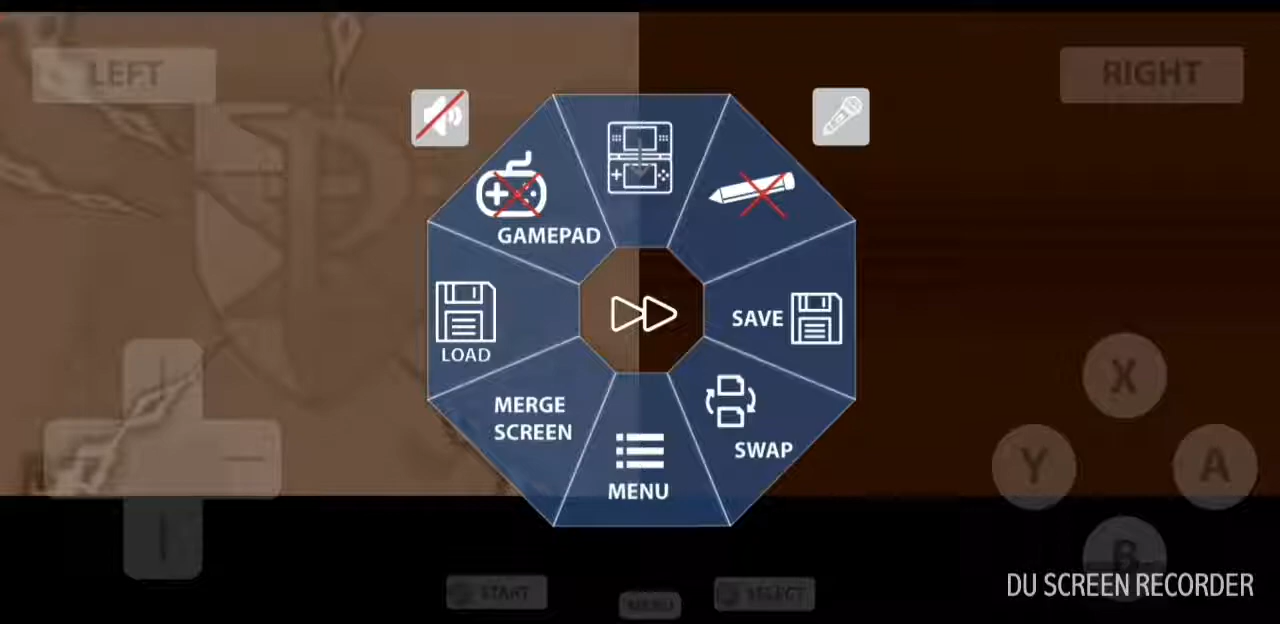 LEFT
RIGHT
GAMEPAD
LOAD
SAVE
MERGE
SCREEN
SWAP
MENU
X
Y
A
B
START
MENU
SELECT
DU SCREEN RECORDER